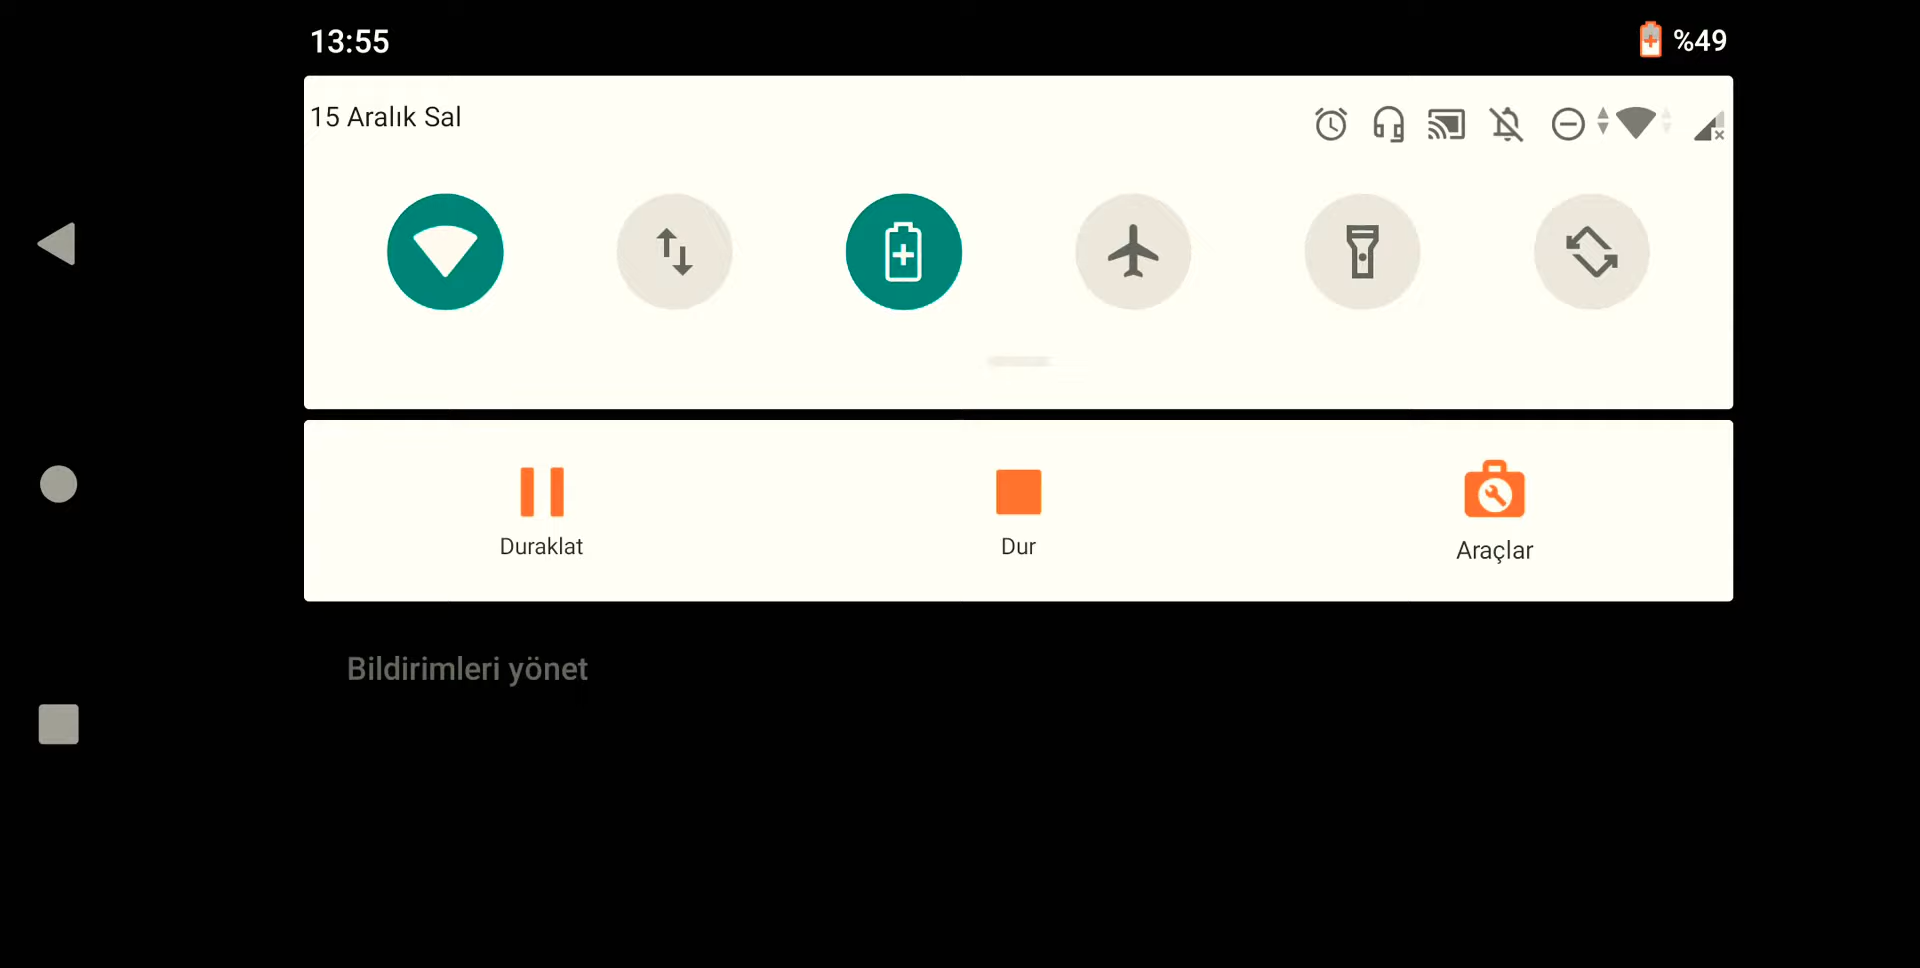 13:55
%49
15 Aralık Sal
Duraklat
Dur
Araçlar
Bildirimleri yönet